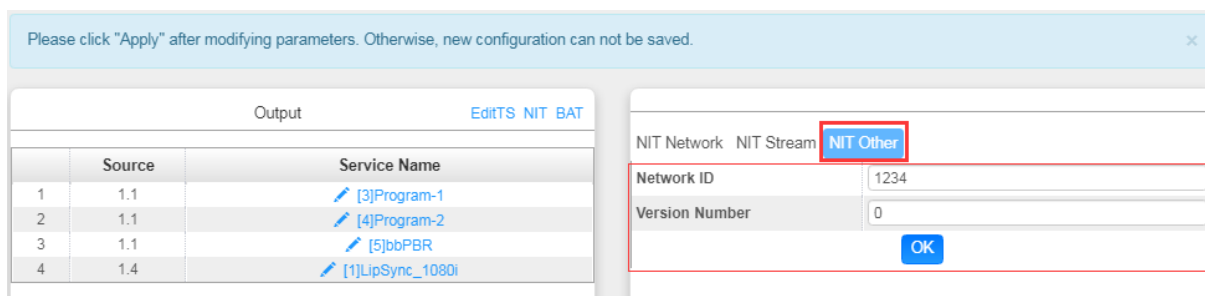 Please click "Apply" after modifying parameters. Otherwise, new configuration can not be saved. ×
Output EditTS NIT BAT
Source Service Name
1 1.1 [3]Program-1
2 1.1 [4]Program-2
3 1.1 [5]bbPBR
4 1.4 [1]LipSync_1080i
NIT Network NIT Stream NIT Other
Network ID 1234
Version Number 0
OK